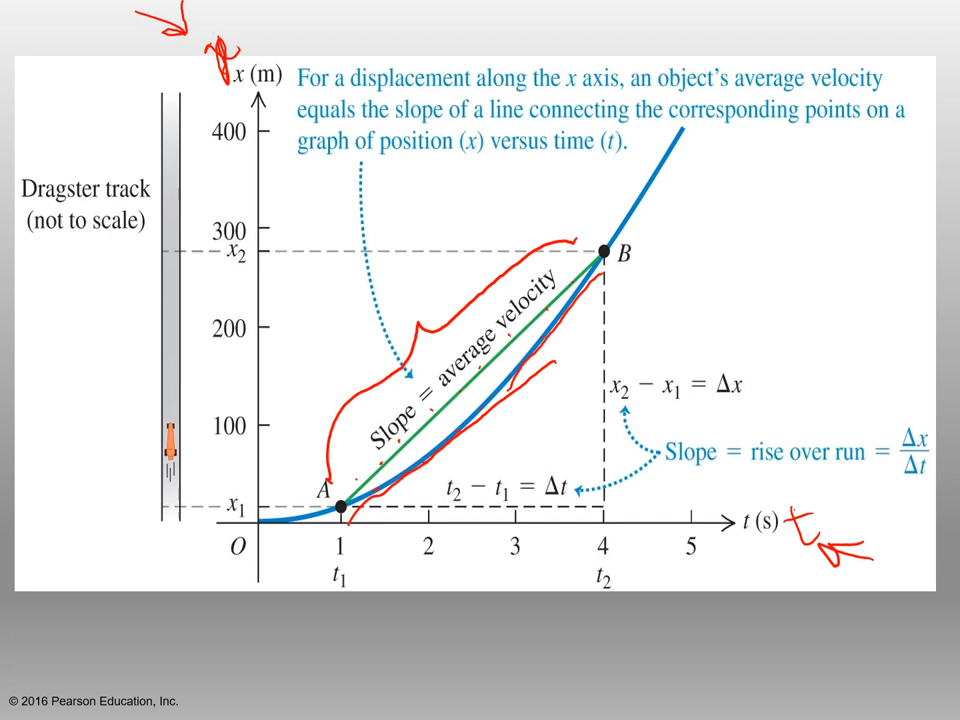 x
x (m)
For a displacement along the x axis, an object's average velocity
equals the slope of a line connecting the corresponding points on a
graph of position (x) versus time (t).
400
Dragster track
(not to scale)
300
x₂
B
200
Slope = average velocity
x₂ − x₁ = Δx
100
Slope = rise over run = Δx/Δt
A
t₂ − t₁ = Δt
x₁
t (s)
t
O 1 2 3 4 5
t₁ t₂
© 2016 Pearson Education, Inc.